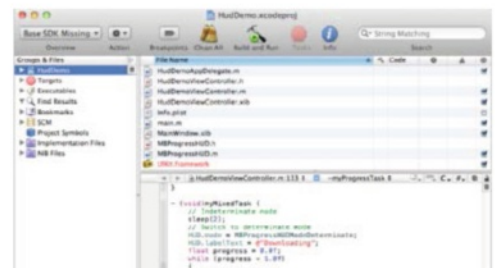 HudDemo.xcodeproj
Base SDK Missing
String Matching
Overview Action Breakpoints Clean All Build and Run Tasks Info Search
Groups & Files
File Name Code
HudDemo
Targets
Executables
Find Results
Bookmarks
SCM
Project Symbols
Implementation Files
NIB Files
HudDemoAppDelegate.m
HudDemoViewController.h
HudDemoViewController.m
HudDemoViewController.xib
Info.plist
main.m
MainWindow.xib
MBProgressHUD.h
MBProgressHUD.m
UIKit.framework
HudDemoViewController.m:133 -myProgressTask
}
- (void)myMixedTask {
// Indeterminate mode
sleep(2);
// Switch to determinate mode
HUD.mode = MBProgressHUDModeDeterminate;
HUD.labelText = @"Downloading";
float progress = 0.0f;
while (progress < 1.0f)
{